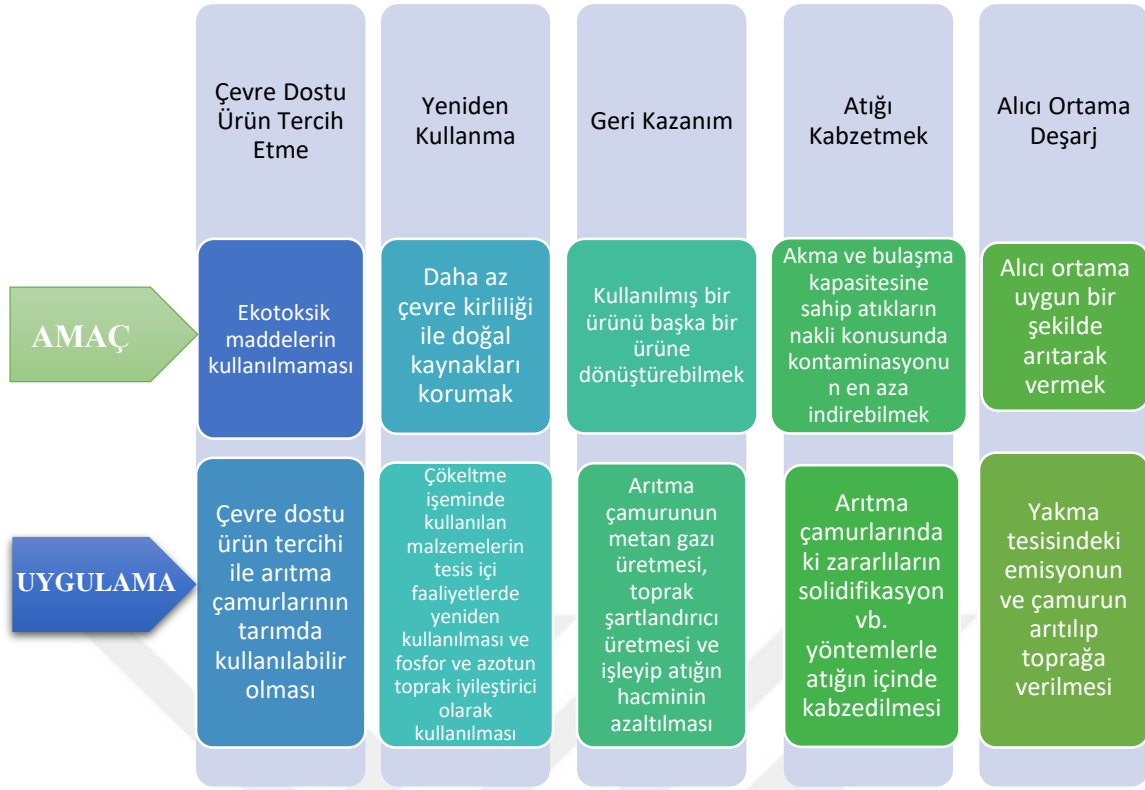 Çevre Dostu
Ürün Tercih
Etme
Yeniden
Kullanma
Geri Kazanım
Atığı
Kabzetmek
Alıcı Ortama
Deşarj
AMAÇ
Ekotoksik
maddelerin
kullanılmaması
Daha az
çevre kirliliği
ile doğal
kaynakları
korumak
Kullanılmış bir
ürünü başka bir
ürüne
dönüştürebilmek
Akma ve bulaşma
kapasitesine
sahip atıkların
nakli konusunda
kontaminasyonu
n en aza
indirebilmek
Alıcı ortama
uygun bir
şekilde
arıtarak
vermek
UYGULAMA
Çevre dostu
ürün tercihi
ile arıtma
çamurlarının
tarımda
kullanılabilir
olması
Çökeltme
işeminde
kullanılan
malzemelerin
tesis içi
faaliyetlerde
yeniden
kullanılması ve
fosfor ve azotun
toprak iyileştirici
olarak
kullanılması
Arıtma
çamurunun
metan gazı
üretmesi,
toprak
şartlandırıcı
üretmesi ve
işleyip atığın
hacminin
azaltılması
Arıtma
çamurlarında
ki zararlıların
solidifikasyon
vb.
yöntemlerle
atığın içinde
kabzedilmesi
Yakma
tesisindeki
emisyonun
ve çamurun
arıtılıp
toprağa
verilmesi